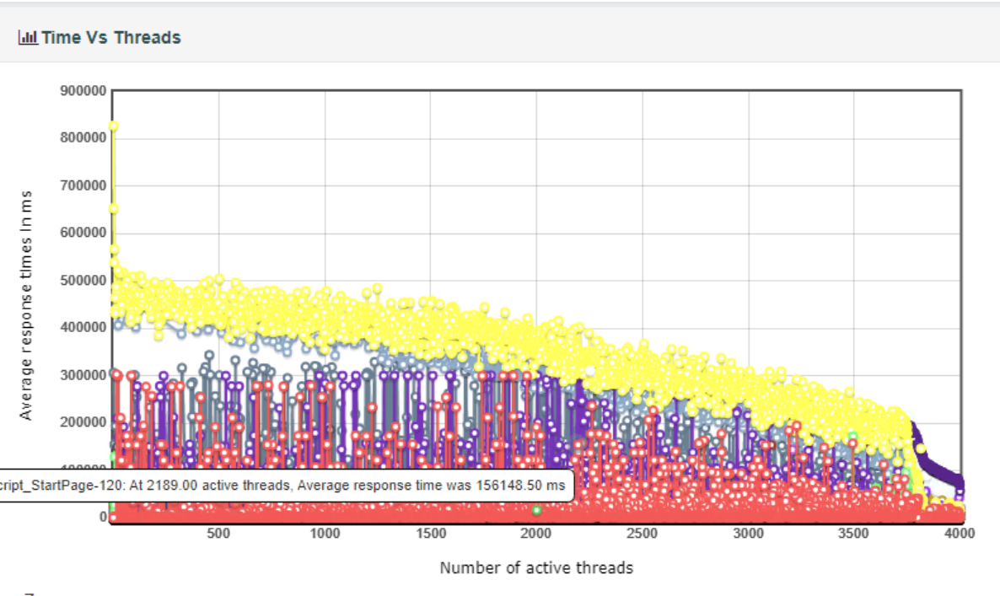 Time Vs Threads
900000
800000
700000
600000
500000
400000
300000
200000
100000
0
Average response times in ms
cript_StartPage-120: At 2189.00 active threads, Average response time was 156148.50 ms
500 1000 1500 2000 2500 3000 3500 4000
Number of active threads